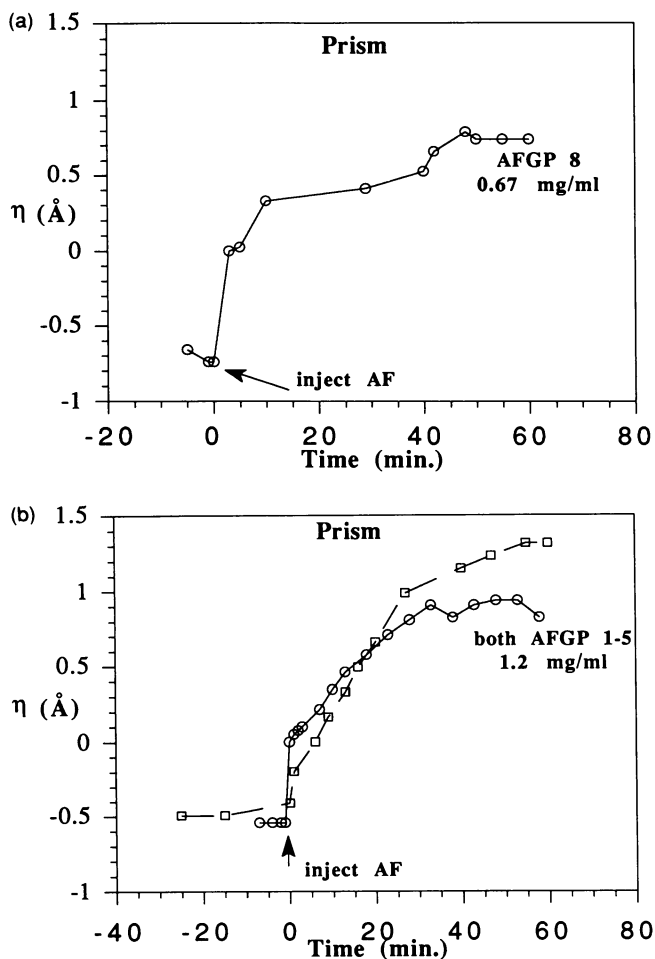 (a)
Prism
1.5
1
0.5
0
-0.5
-1
η (Å)
AFGP 8
0.67 mg/ml
inject AF
-20 0 20 40 60 80
Time (min.)
(b)
Prism
1.5
1
0.5
0
-0.5
-1
η (Å)
both AFGP 1-5
1.2 mg/ml
inject AF
-40 -20 0 20 40 60 80
Time (min.)